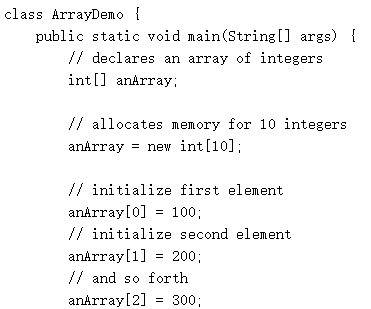 class ArrayDemo {
    public static void main(String[] args) {
        // declares an array of integers
        int[] anArray;

        // allocates memory for 10 integers
        anArray = new int[10];

        // initialize first element
        anArray[0] = 100;
        // initialize second element
        anArray[1] = 200;
        // and so forth
        anArray[2] = 300;